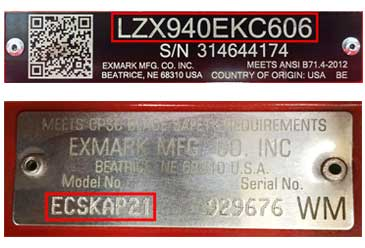 LZX940EKC606
S/N 314644174
EXMARK MFG. CO. INC. MEETS ANSI B71.4-2012
BEATRICE, NE 68310 USA COUNTRY OF ORIGIN: USA BE
MEETS CPSC BLADE SAFETY REQUIREMENTS
EXMARK MFG. CO. INC
BEATRICE, NE 68310 U.S.A.
Model No. Serial No.
ECSKAP21 929676 WM